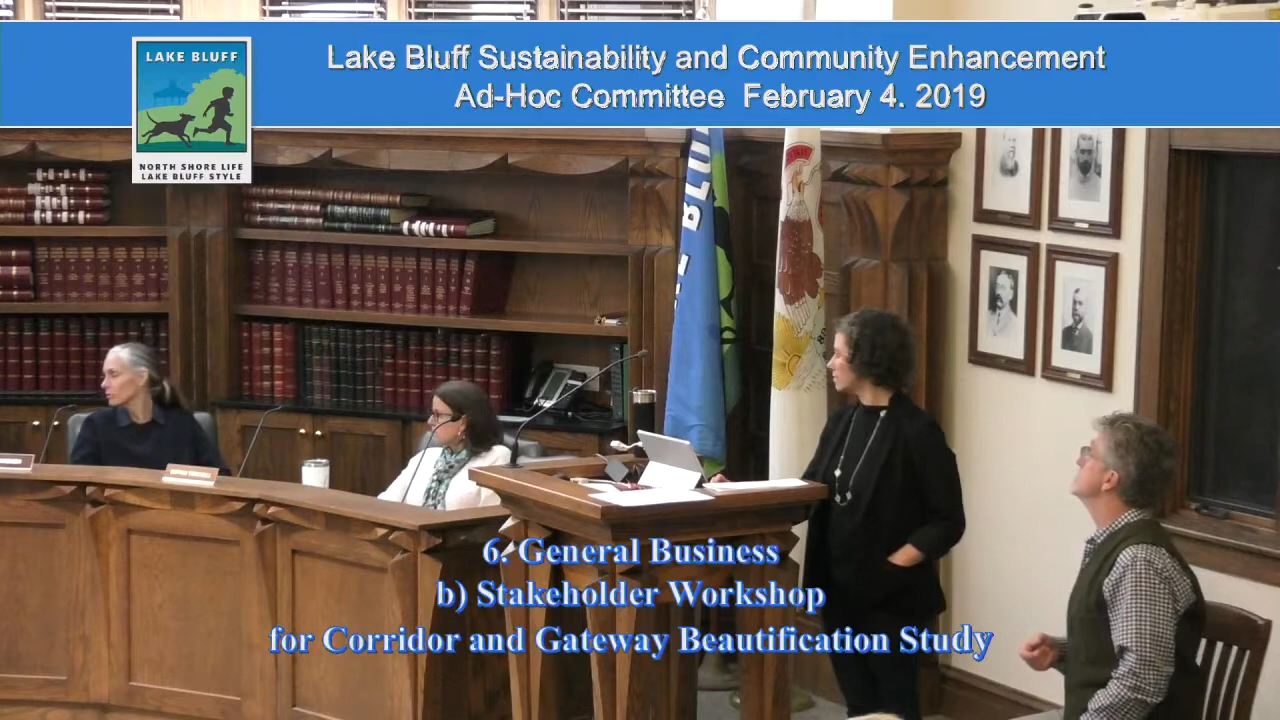 LAKE BLUFF
NORTH SHORE LIFE
LAKE BLUFF STYLE
Lake Bluff Sustainability and Community Enhancement
Ad-Hoc Committee February 4. 2019
6. General Business
b) Stakeholder Workshop
for Corridor and Gateway Beautification Study